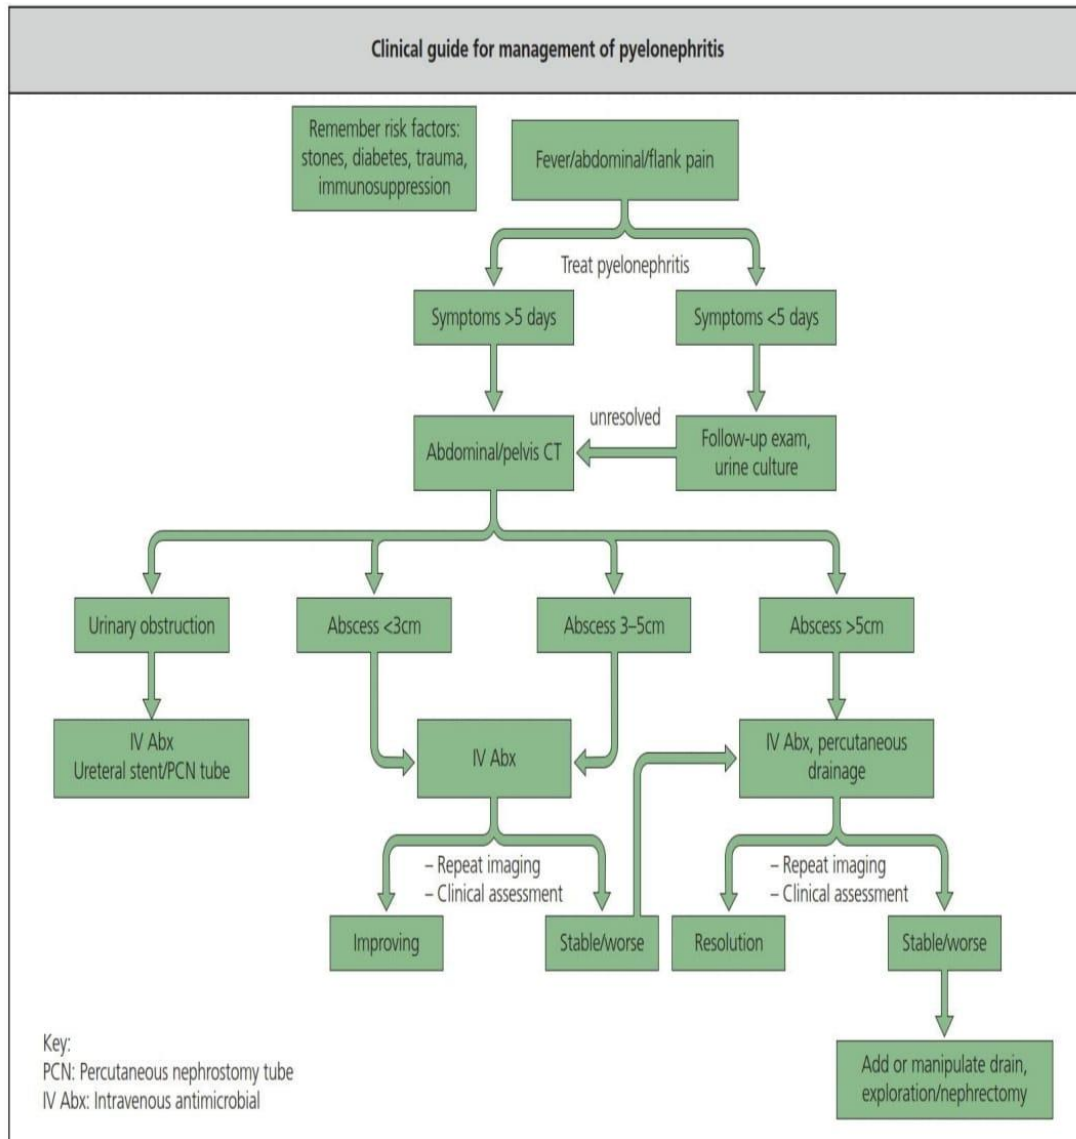 Clinical guide for management of pyelonephritis
Remember risk factors:
stones, diabetes, trauma,
immunosuppression
Fever/abdominal/flank pain
Treat pyelonephritis
Symptoms >5 days
Symptoms <5 days
Abdominal/pelvis CT
unresolved
Follow-up exam,
urine culture
Urinary obstruction
Abscess <3cm
Abscess 3–5cm
Abscess >5cm
IV Abx
Ureteral stent/PCN tube
IV Abx
IV Abx, percutaneous
drainage
– Repeat imaging
– Clinical assessment
– Repeat imaging
– Clinical assessment
Improving
Stable/worse
Resolution
Stable/worse
Add or manipulate drain,
exploration/nephrectomy
Key:
PCN: Percutaneous nephrostomy tube
IV Abx: Intravenous antimicrobial